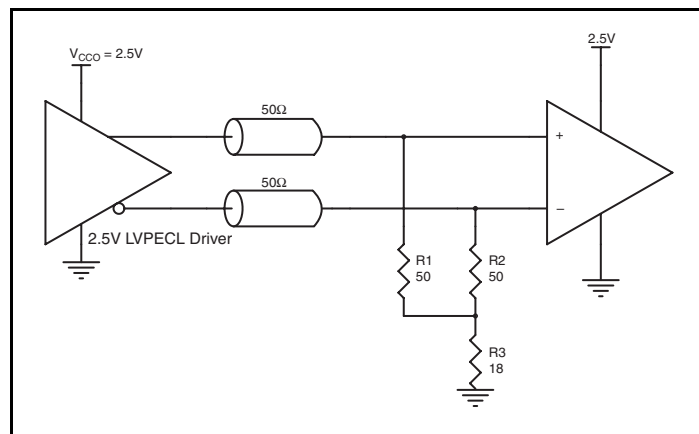 V_CCO = 2.5V
2.5V
50Ω
+
50Ω
–
2.5V LVPECL Driver
R1
50
R2
50
R3
18